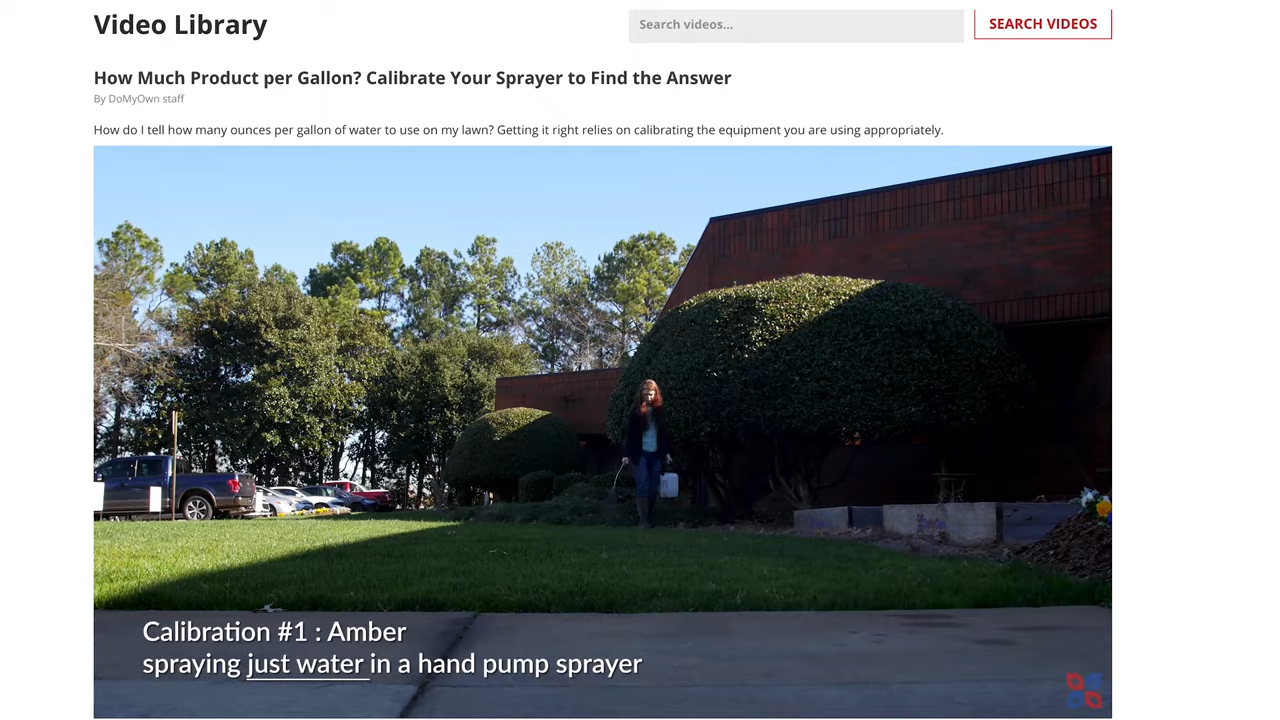 Video Library
Search videos...
SEARCH VIDEOS
How Much Product per Gallon? Calibrate Your Sprayer to Find the Answer
By DoMyOwn staff
How do I tell how many ounces per gallon of water to use on my lawn? Getting it right relies on calibrating the equipment you are using appropriately.
Calibration #1 : Amber
spraying just water in a hand pump sprayer